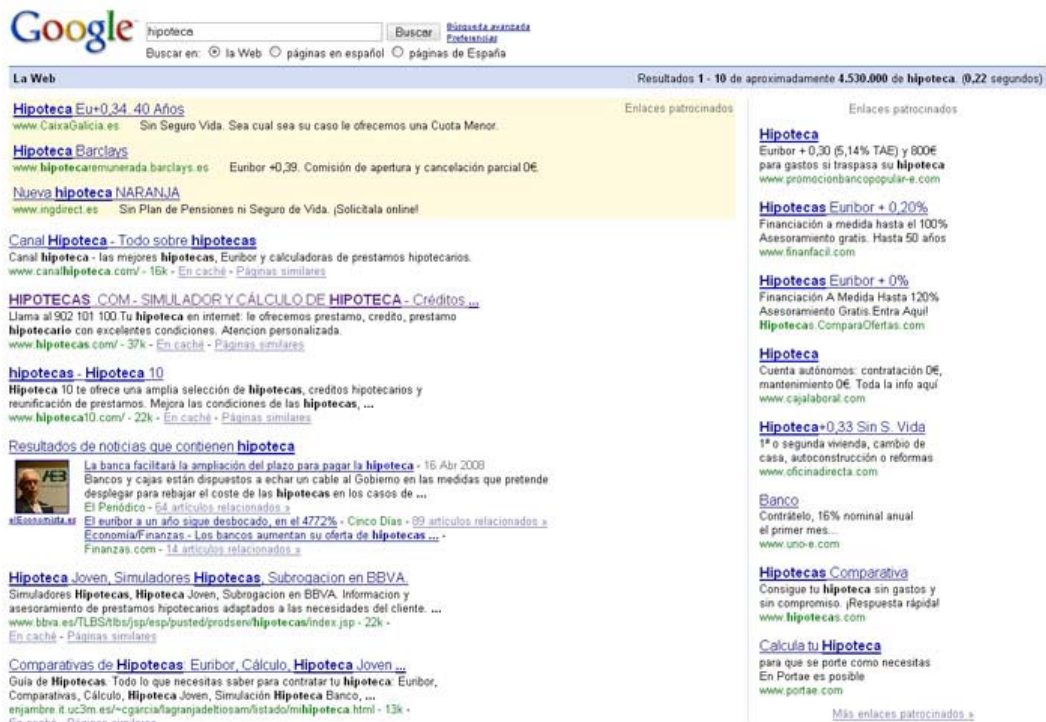 Google
hipoteca
Buscar
Búsqueda avanzada
Preferencias
Buscar en: la Web páginas en español páginas de España
La Web
Resultados 1 - 10 de aproximadamente 4.530.000 de hipoteca. (0,22 segundos)
Hipoteca Eu+0,34. 40 Años
Enlaces patrocinados
www.CaixaGalicia.es Sin Seguro Vida. Sea cual sea su caso le ofrecemos una Cuota Menor.
Hipoteca Barclays
www.hipotecaremunerada.barclays.es Euribor +0,39. Comisión de apertura y cancelación parcial 0€.
Nueva hipoteca NARANJA
www.ingdirect.es Sin Plan de Pensiones ni Seguro de Vida. ¡Solicítala online!
Canal Hipoteca - Todo sobre hipotecas
Canal hipoteca - las mejores hipotecas, Euribor y calculadoras de prestamos hipotecarios.
www.canalhipoteca.com/ - 16k - En caché - Páginas similares
HIPOTECAS .COM - SIMULADOR Y CÁLCULO DE HIPOTECA - Créditos ...
Llama al 902 101 100.Tu hipoteca en internet: le ofrecemos prestamo, credito, prestamo
hipotecario con excelentes condiciones. Atencion personalizada.
www.hipotecas.com/ - 37k - En caché - Páginas similares
hipotecas - Hipoteca 10
Hipoteca 10 te ofrece una amplia selección de hipotecas, creditos hipotecarios y
reunificación de prestamos. Mejora las condiciones de las hipotecas, ...
www.hipoteca10.com/ - 22k - En caché - Páginas similares
Resultados de noticias que contienen hipoteca
elEconomista.es
La banca facilitará la ampliación del plazo para pagar la hipoteca - 16 Abr 2008
Bancos y cajas están dispuestos a echar un cable al Gobierno en las medidas que pretende
desplegar para rebajar el coste de las hipotecas en los casos de ...
El Periódico - 64 artículos relacionados »
El euribor a un año sigue desbocado, en el 4772% - Cinco Días - 89 artículos relacionados »
Economía/Finanzas.- Los bancos aumentan su oferta de hipotecas ... -
Finanzas.com - 14 artículos relacionados »
Hipoteca Joven, Simuladores Hipotecas, Subrogacion en BBVA.
Simuladores Hipotecas, Hipoteca Joven, Subrogacion en BBVA. Informacion y
asesoramiento de prestamos hipotecarios adaptados a las necesidades del cliente. ...
www.bbva.es/TLBS/tlbs/jsp/esp/pusted/prodserv/hipotecas/index.jsp - 22k -
En caché - Páginas similares
Comparativas de Hipotecas: Euribor, Cálculo, Hipoteca Joven ...
Guía de Hipotecas. Todo lo que necesitas saber para contratar tu hipoteca: Euribor,
Comparativas, Cálculo, Hipoteca Joven, Simulación Hipoteca Banco, ...
enjambre.it.uc3m.es/~cgarcia/lagranjadeltiosam/listado/mihipoteca.html - 13k -
En caché - Páginas similares
Enlaces patrocinados
Hipoteca
Euribor + 0,30 (5,14% TAE) y 800€
para gastos si traspasa su hipoteca
www.promocionbancopopular-e.com
Hipotecas Euribor + 0,20%
Financiación a medida hasta el 100%
Asesoramiento gratis. Hasta 50 años
www.finanfacil.com
Hipotecas Euribor + 0%
Financiación A Medida Hasta 120%
Asesoramiento Gratis.Entra Aqui!
Hipotecas.ComparaOfertas.com
Hipoteca
Cuenta autónomos: contratación 0€,
mantenimiento 0€. Toda la info aquí
www.cajalaboral.com
Hipoteca+0,33 Sin S. Vida
1ª o segunda vivienda, cambio de
casa, autoconstrucción o reformas
www.oficinadirecta.com
Banco
Contrátelo, 16% nominal anual
el primer mes...
www.uno-e.com
Hipotecas Comparativa
Consigue tu hipoteca sin gastos y
sin compromiso. ¡Respuesta rápida!
www.hipotecas.com
Calcula tu Hipoteca
para que se porte como necesitas
En Portae es posible
www.portae.com
Más enlaces patrocinados »